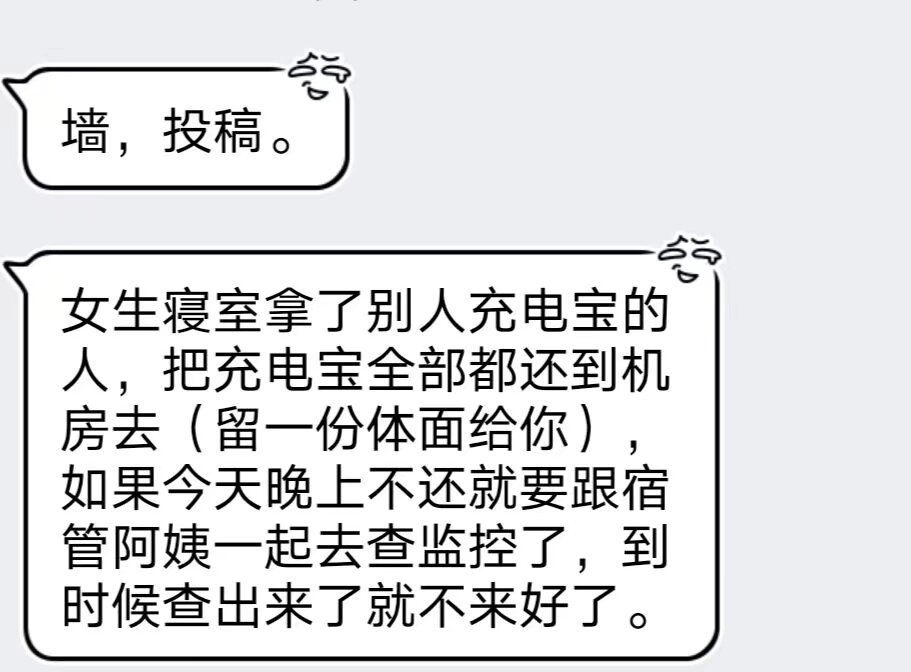 墙，投稿。
女生寝室拿了别人充电宝的
人，把充电宝全部都还到机
房去（留一份体面给你），
如果今天晚上不还就要跟宿
管阿姨一起去查监控了，到
时候查出来了就不来好了。